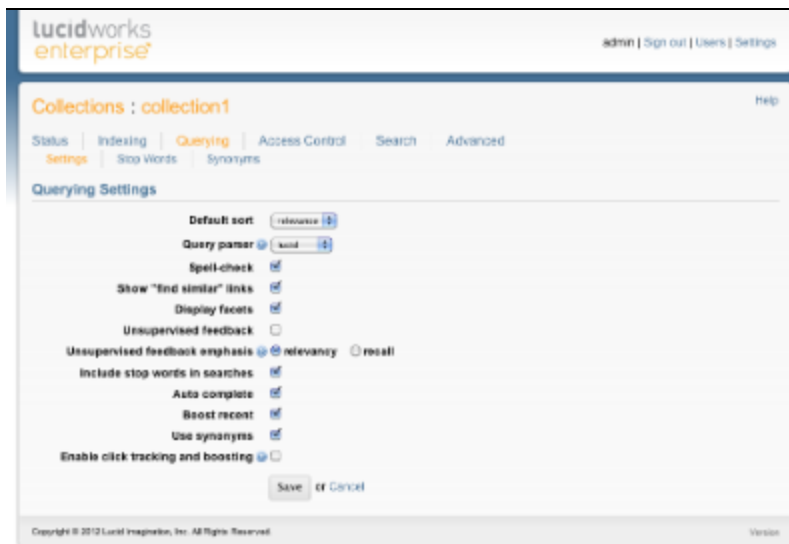 lucidworks
enterprise
admin | Sign out | Users | Settings
Collections : collection1
Help
Status | Indexing | Querying | Access Control Search Advanced
Settings | Stop Words Synonyms
Querying Settings
Default sort relevance
Query parser lucid
Spell-check
Show "find similar" links
Display facets
Unsupervised feedback
Unsupervised feedback emphasis relevancy recall
Include stop words in searches
Auto complete
Boost recent
Use synonyms
Enable click tracking and boosting
Save or Cancel
Copyright © 2012 Lucid Imagination, Inc. All Rights Reserved. Version